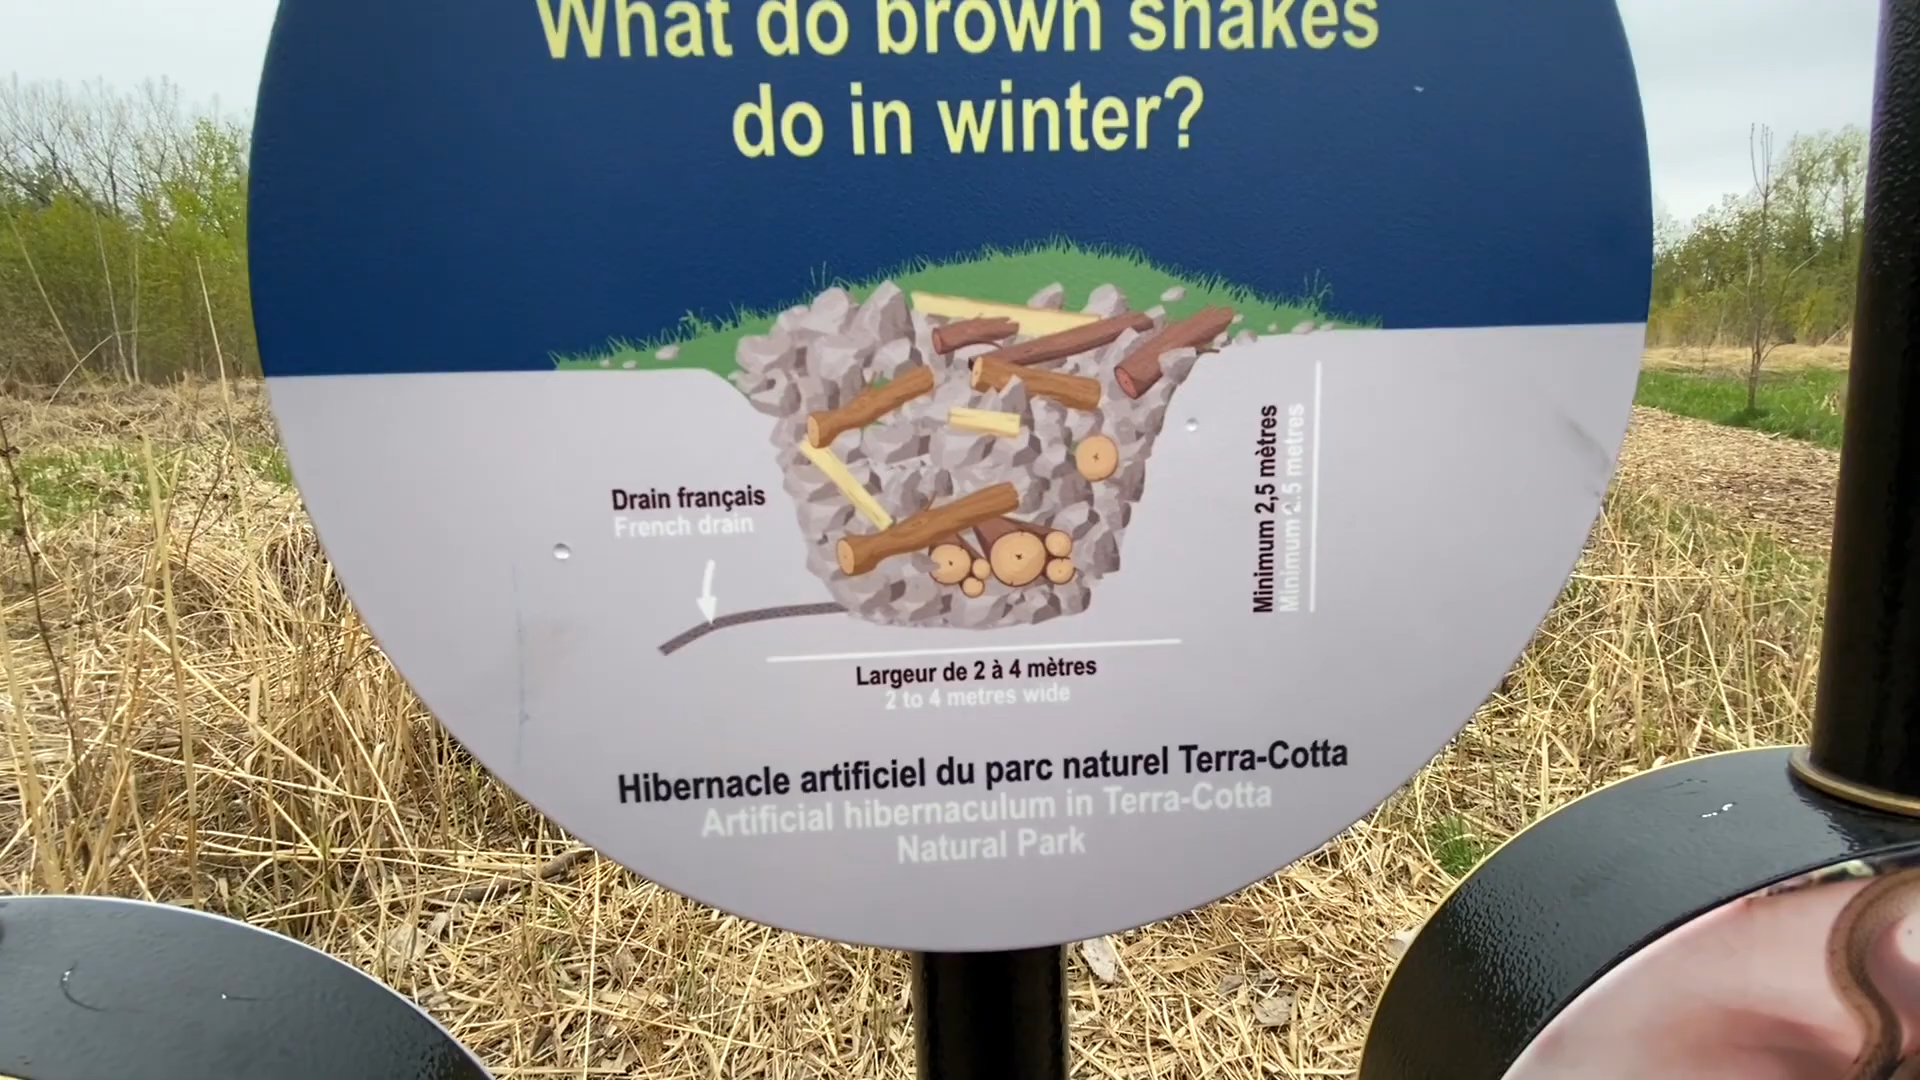 What do brown snakes
do in winter?
Drain français
French drain
Minimum 2,5 mètres
Minimum 2.5 metres
Largeur de 2 à 4 mètres
2 to 4 metres wide
Hibernacle artificiel du parc naturel Terra-Cotta
Artificial hibernaculum in Terra-Cotta
Natural Park